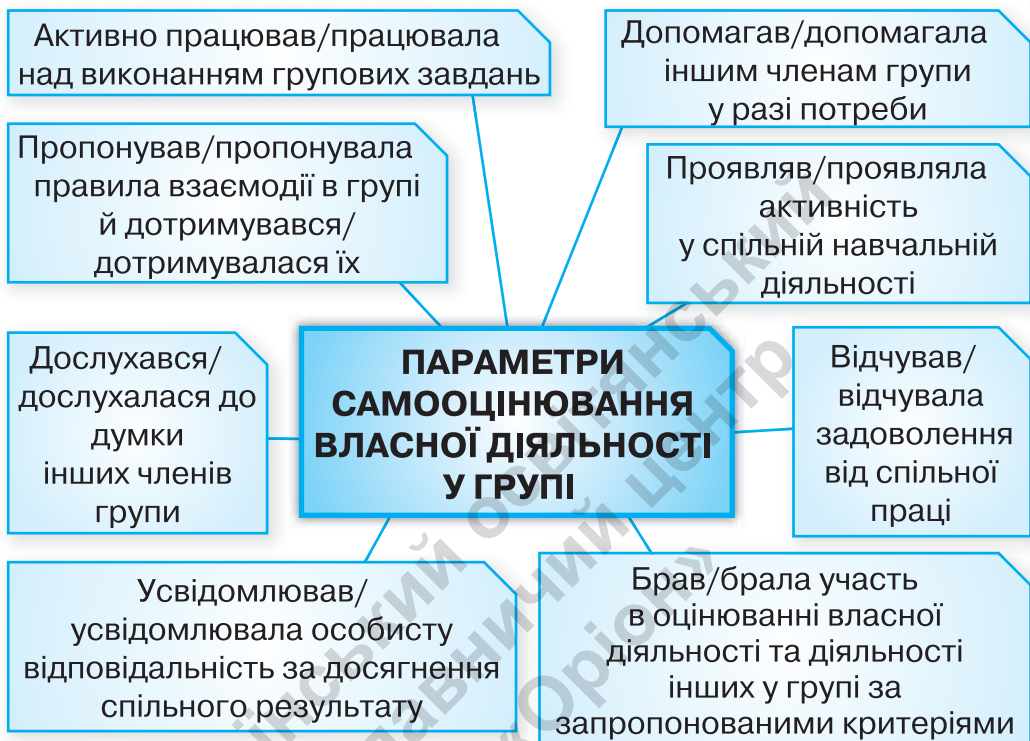 Активно працював/працювала
над виконанням групових завдань
Допомагав/допомагала
іншим членам групи
у разі потреби
Пропонував/пропонувала
правила взаємодії в групі
й дотримувався/
дотримувалася їх
Проявляв/проявляла
активність
у спільній навчальній
діяльності
ПАРАМЕТРИ
САМООЦІНЮВАННЯ
ВЛАСНОЇ ДІЯЛЬНОСТІ
У ГРУПІ
Дослухався/
дослухалася до
думки
інших членів
групи
Відчував/
відчувала
задоволення
від спільної
праці
Усвідомлював/
усвідомлювала особисту
відповідальність за досягнення
спільного результату
Брав/брала участь
в оцінюванні власної
діяльності та діяльності
інших у групі за
запропонованими критеріями
центр
«Оріон»